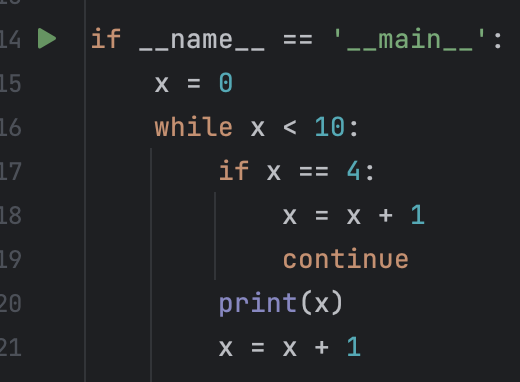 14 if __name__ == '__main__':
15 x = 0
16 while x < 10:
17 if x == 4:
18 x = x + 1
19 continue
20 print(x)
21 x = x + 1